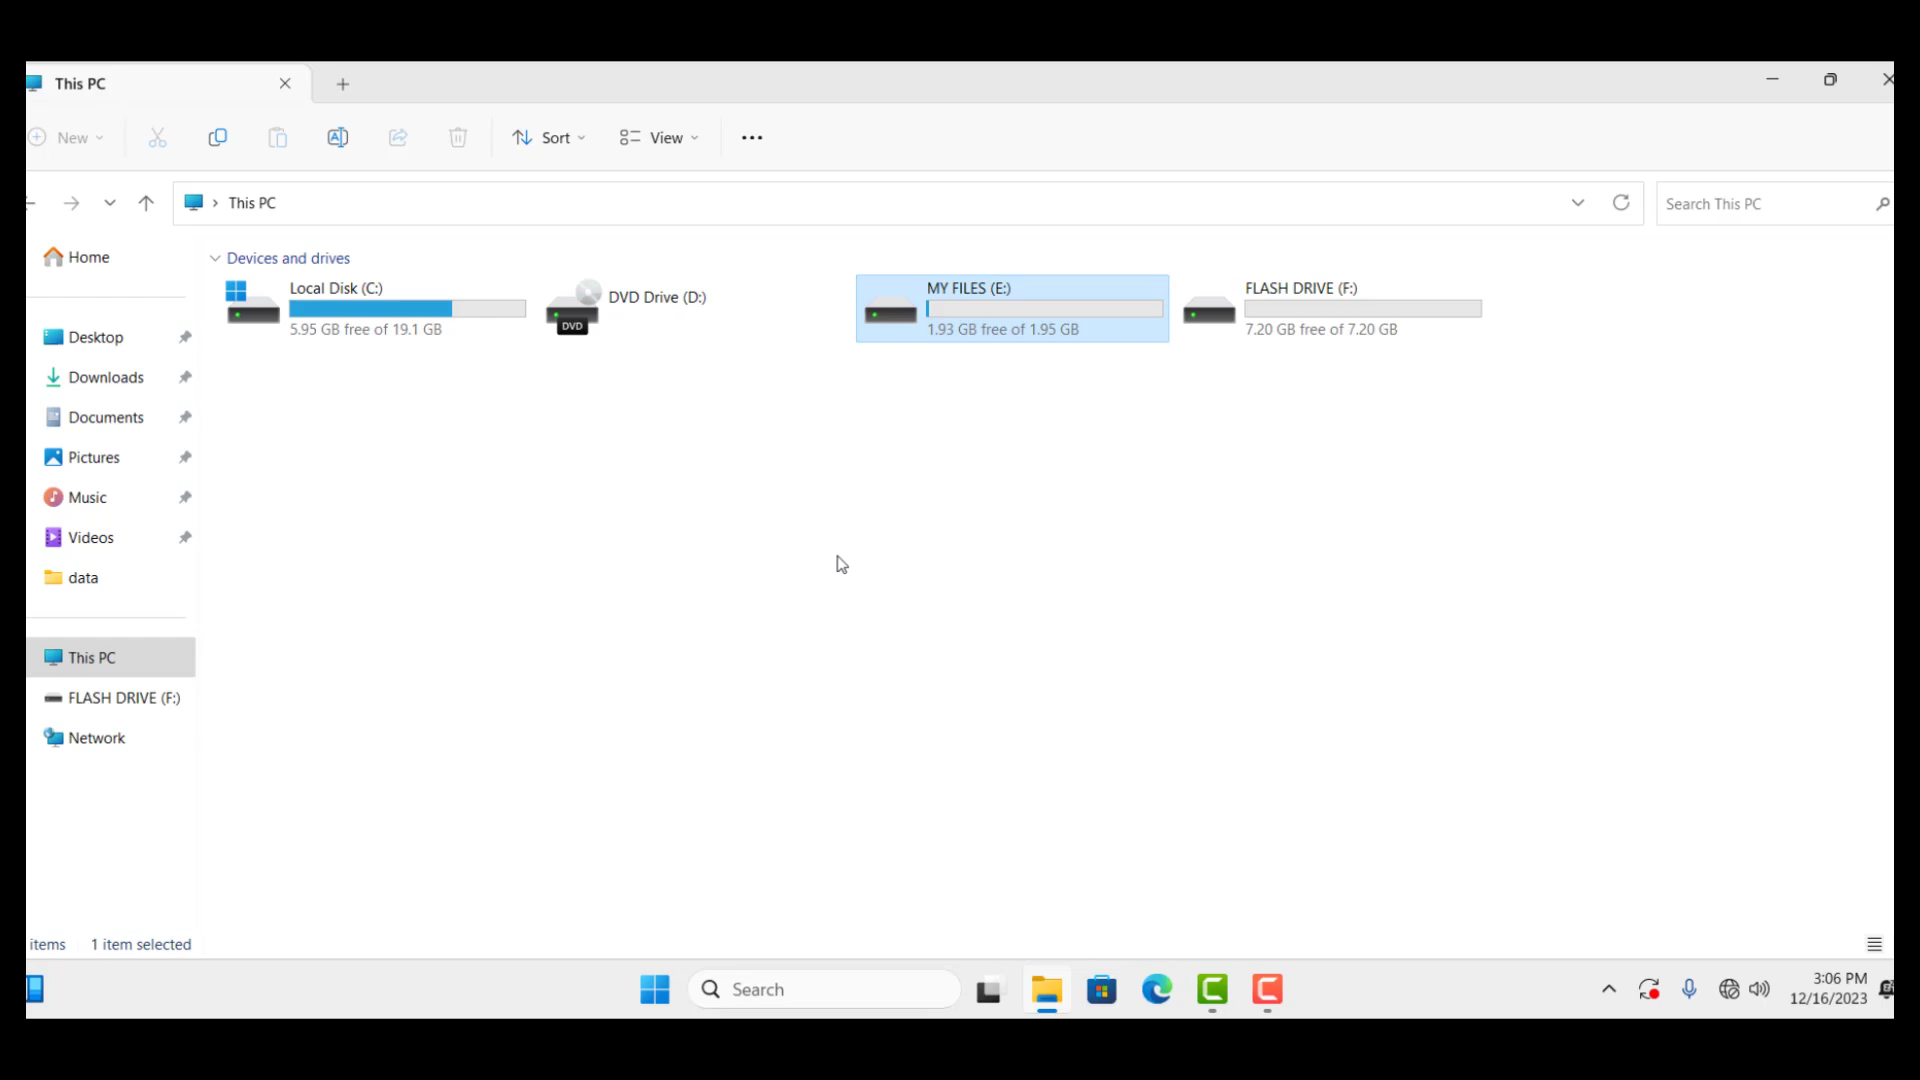 This PC
New
Sort
View
This PC
Search This PC
Home
Desktop
Downloads
Documents
Pictures
Music
Videos
data
This PC
FLASH DRIVE (F:)
Network
Devices and drives
Local Disk (C:)
5.95 GB free of 19.1 GB
DVD
DVD Drive (D:)
MY FILES (E:)
1.93 GB free of 1.95 GB
FLASH DRIVE (F:)
7.20 GB free of 7.20 GB
items 1 item selected
Search
3:06 PM
12/16/2023